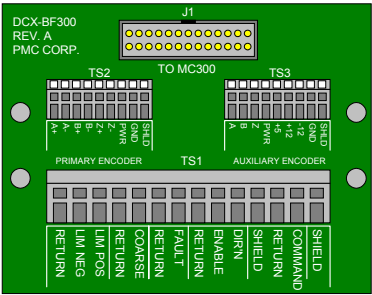 DCX-BF300
REV. A
PMC CORP.
J1
TO MC300
TS2
TS3
A+
A-
B+
B-
Z+
Z-
PWR
GND
SHLD
A
B
Z
PWR
+5
+12
-12
GND
SHLD
PRIMARY ENCODER
TS1
AUXILIARY ENCODER
RETURN
LIM NEG
LIM POS
RETURN
COARSE
RETURN
FAULT
RETURN
ENABLE
DIR'N
SHIELD
RETURN
COMMAND
SHIELD